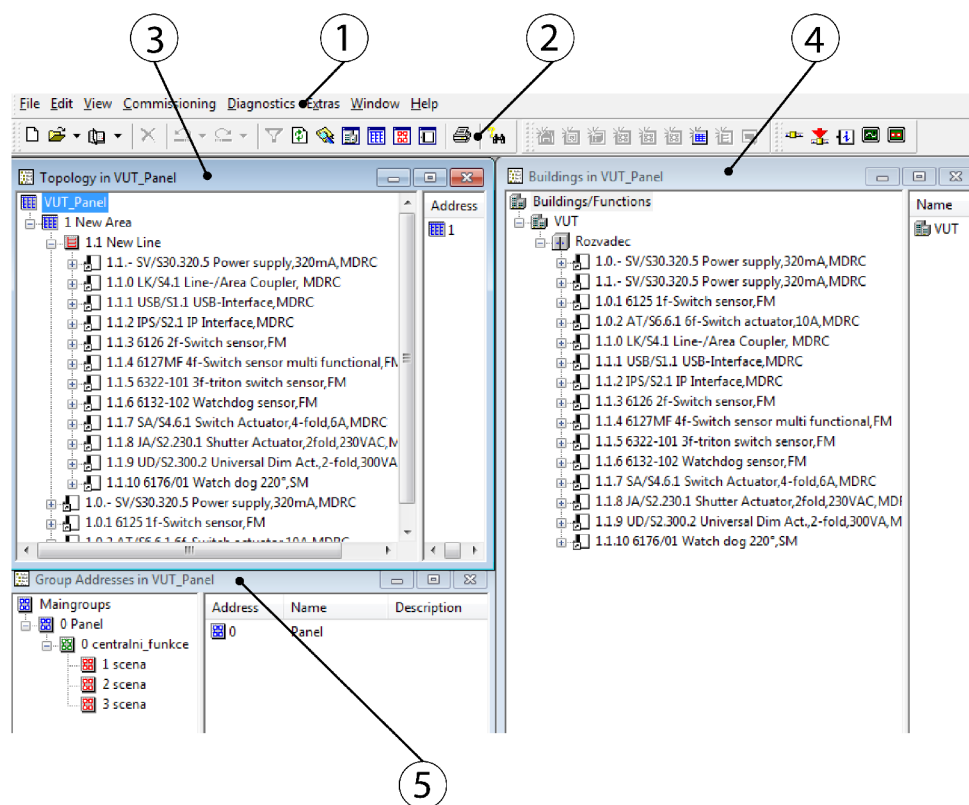 3
1
2
4
File Edit View Commissioning Diagnostics Extras Window Help
Topology in VUT_Panel
VUT_Panel
1 New Area
1.1 New Line
1.1.- SV/S30.320.5 Power supply,320mA,MDRC
1.1.0 LK/S4.1 Line-/Area Coupler, MDRC
1.1.1 USB/S1.1 USB-Interface,MDRC
1.1.2 IPS/S2.1 IP Interface,MDRC
1.1.3 6126 2f-Switch sensor,FM
1.1.4 6127MF 4f-Switch sensor multi functional,FM
1.1.5 6322-101 3f-triton switch sensor,FM
1.1.6 6132-102 Watchdog sensor,FM
1.1.7 SA/S4.6.1 Switch Actuator,4-fold,6A,MDRC
1.1.8 JA/S2.230.1 Shutter Actuator,2fold,230VAC,M
1.1.9 UD/S2.300.2 Universal Dim Act.,2-fold,300VA
1.1.10 6176/01 Watch dog 220°,SM
1.0.- SV/S30.320.5 Power supply,320mA,MDRC
1.0.1 6125 1f-Switch sensor,FM
1.0.2 AT/S6.6.1 6f-Switch actuator,10A,MDRC
Address
1
Buildings in VUT_Panel
Buildings/Functions
VUT
Rozvadec
1.0.- SV/S30.320.5 Power supply,320mA,MDRC
1.1.- SV/S30.320.5 Power supply,320mA,MDRC
1.0.1 6125 1f-Switch sensor,FM
1.0.2 AT/S6.6.1 6f-Switch actuator,10A,MDRC
1.1.0 LK/S4.1 Line-/Area Coupler, MDRC
1.1.1 USB/S1.1 USB-Interface,MDRC
1.1.2 IPS/S2.1 IP Interface,MDRC
1.1.3 6126 2f-Switch sensor,FM
1.1.4 6127MF 4f-Switch sensor multi functional,FM
1.1.5 6322-101 3f-triton switch sensor,FM
1.1.6 6132-102 Watchdog sensor,FM
1.1.7 SA/S4.6.1 Switch Actuator,4-fold,6A,MDRC
1.1.8 JA/S2.230.1 Shutter Actuator,2fold,230VAC,MDF
1.1.9 UD/S2.300.2 Universal Dim Act.,2-fold,300VA,M
1.1.10 6176/01 Watch dog 220°,SM
Name
VUT
Group Addresses in VUT_Panel
Maingroups
0 Panel
0 centralni_funkce
1 scena
2 scena
3 scena
Address Name Description
0 Panel
5